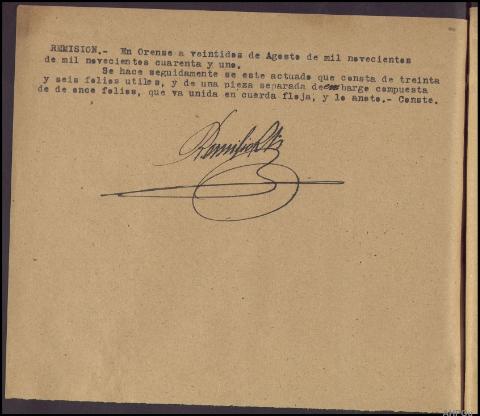 REMISION.- En Orense a veintidos de Agosto de mil novecientos
de mil novecientos cuarenta y uno.
Se hace seguidamente se este actuado que consta de treinta
y seis folios utiles, y de una pieza separada de embargo compuesta
de de once folios, que va unida en cuerda floja, y lo anoto.- Conste.